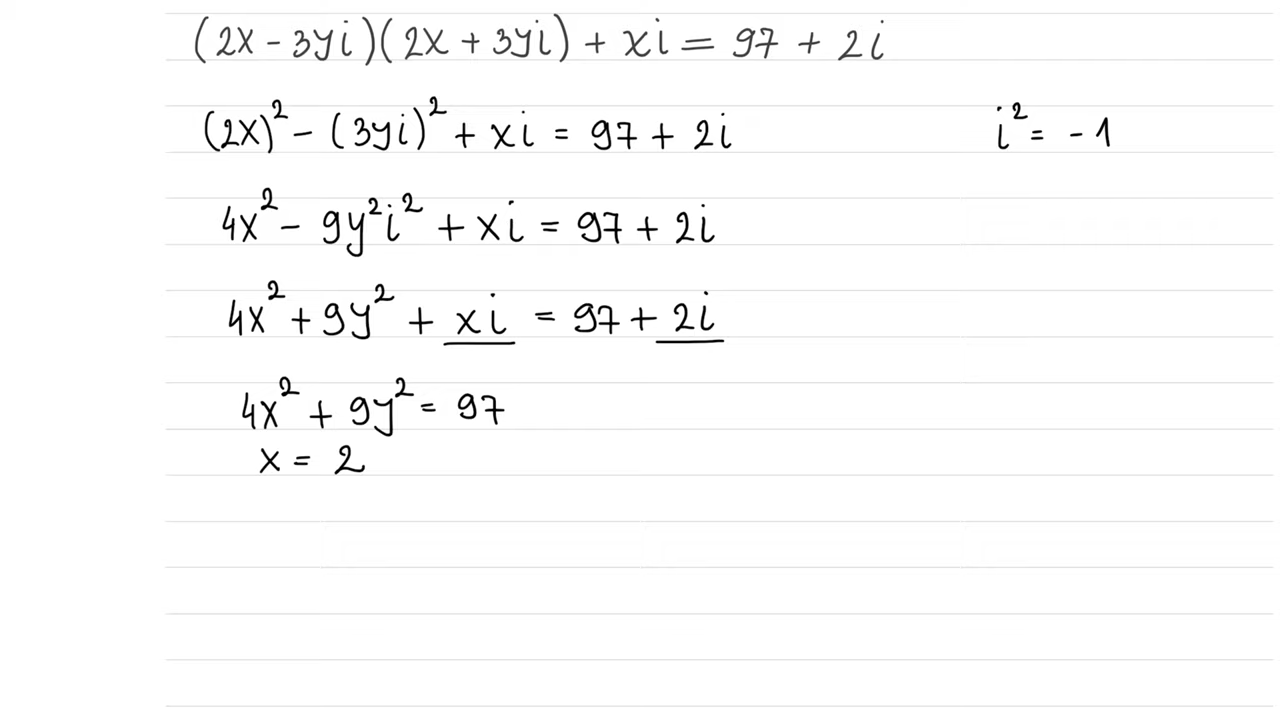 (2x - 3yi)(2x + 3yi) + xi = 97 + 2i
(2x)² - (3yi)² + xi = 97 + 2i
i² = -1
4x² - 9y²i² + xi = 97 + 2i
4x² + 9y² + xi = 97 + 2i
4x² + 9y² = 97
x = 2